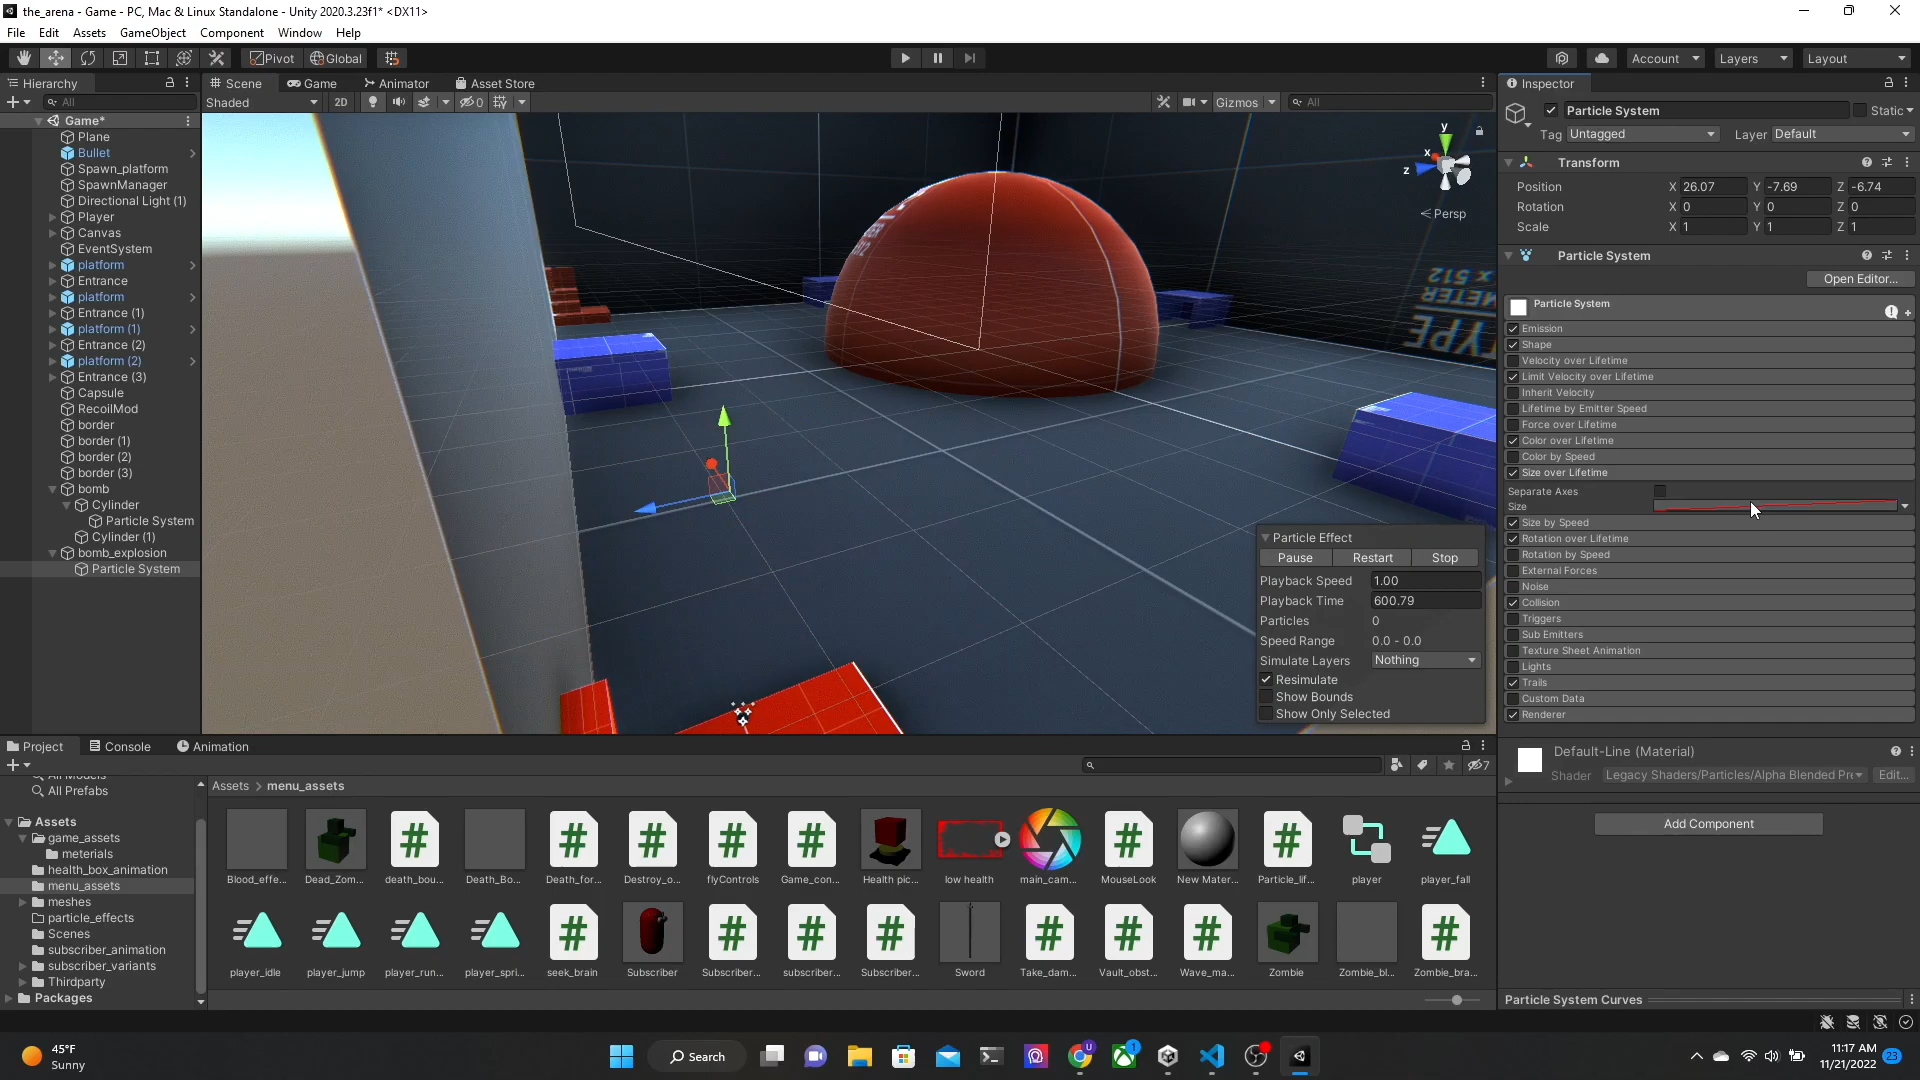 the_arena - Game - PC, Mac & Linux Standalone - Unity 2020.3.23f1* <DX11>
File Edit Assets GameObject Component Window Help
Pivot Global Account Layers Layout
Hierarchy
All
Game*
Plane
Bullet
Spawn_platform
SpawnManager
Directional Light (1)
Player
Canvas
EventSystem
platform
Entrance
platform
Entrance (1)
platform (1)
Entrance (2)
platform (2)
Entrance (3)
Capsule
RecoilMod
border
border (1)
border (2)
border (3)
bomb
Cylinder
Particle System
Cylinder (1)
bomb_explosion
Particle System
Scene Game Animator Asset Store
Shaded 2D 0 Gizmos All
y
x
z
Persp
512
Particle Effect
Pause Restart Stop
Playback Speed 1.00
Playback Time 600.79
Particles 0
Speed Range 0.0 - 0.0
Simulate Layers Nothing
Resimulate
Show Bounds
Show Only Selected
Inspector
Particle System Static
Tag Untagged Layer Default
Transform
Position X 26.07 Y -7.69 Z -6.74
Rotation X 0 Y 0 Z 0
Scale X 1 Y 1 Z 1
Particle System
Open Editor...
Particle System
Emission
Shape
Velocity over Lifetime
Limit Velocity over Lifetime
Inherit Velocity
Lifetime by Emitter Speed
Force over Lifetime
Color over Lifetime
Color by Speed
Size over Lifetime
Separate Axes
Size
Size by Speed
Rotation over Lifetime
Rotation by Speed
External Forces
Noise
Collision
Triggers
Sub Emitters
Texture Sheet Animation
Lights
Trails
Custom Data
Renderer
Default-Line (Material)
Shader Legacy Shaders/Particles/Alpha Blended Pre Edit...
Add Component
Particle System Curves
Project Console Animation
7
All Models
All Prefabs
Assets
game_assets
meterials
health_box_animation
menu_assets
meshes
particle_effects
Scenes
subscriber_animation
subscriber_variants
Thirdparty
Packages
Assets > menu_assets
Blood_effe... Dead_Zom... death_bou... Death_Bo... Death_for... Destroy_o... flyControls Game_con... Health pic... low health main_cam... MouseLook New Mater... Particle_lif... player player_fall
player_idle player_jump player_run... player_spri... seek_brain Subscriber Subscriber... subscriber... Subscriber... Sword Take_dam... Vault_obst... Wave_ma... Zombie Zombie_bl... Zombie_bra...
45°F
Sunny
Search
U
1
11:17 AM
11/21/2022
23